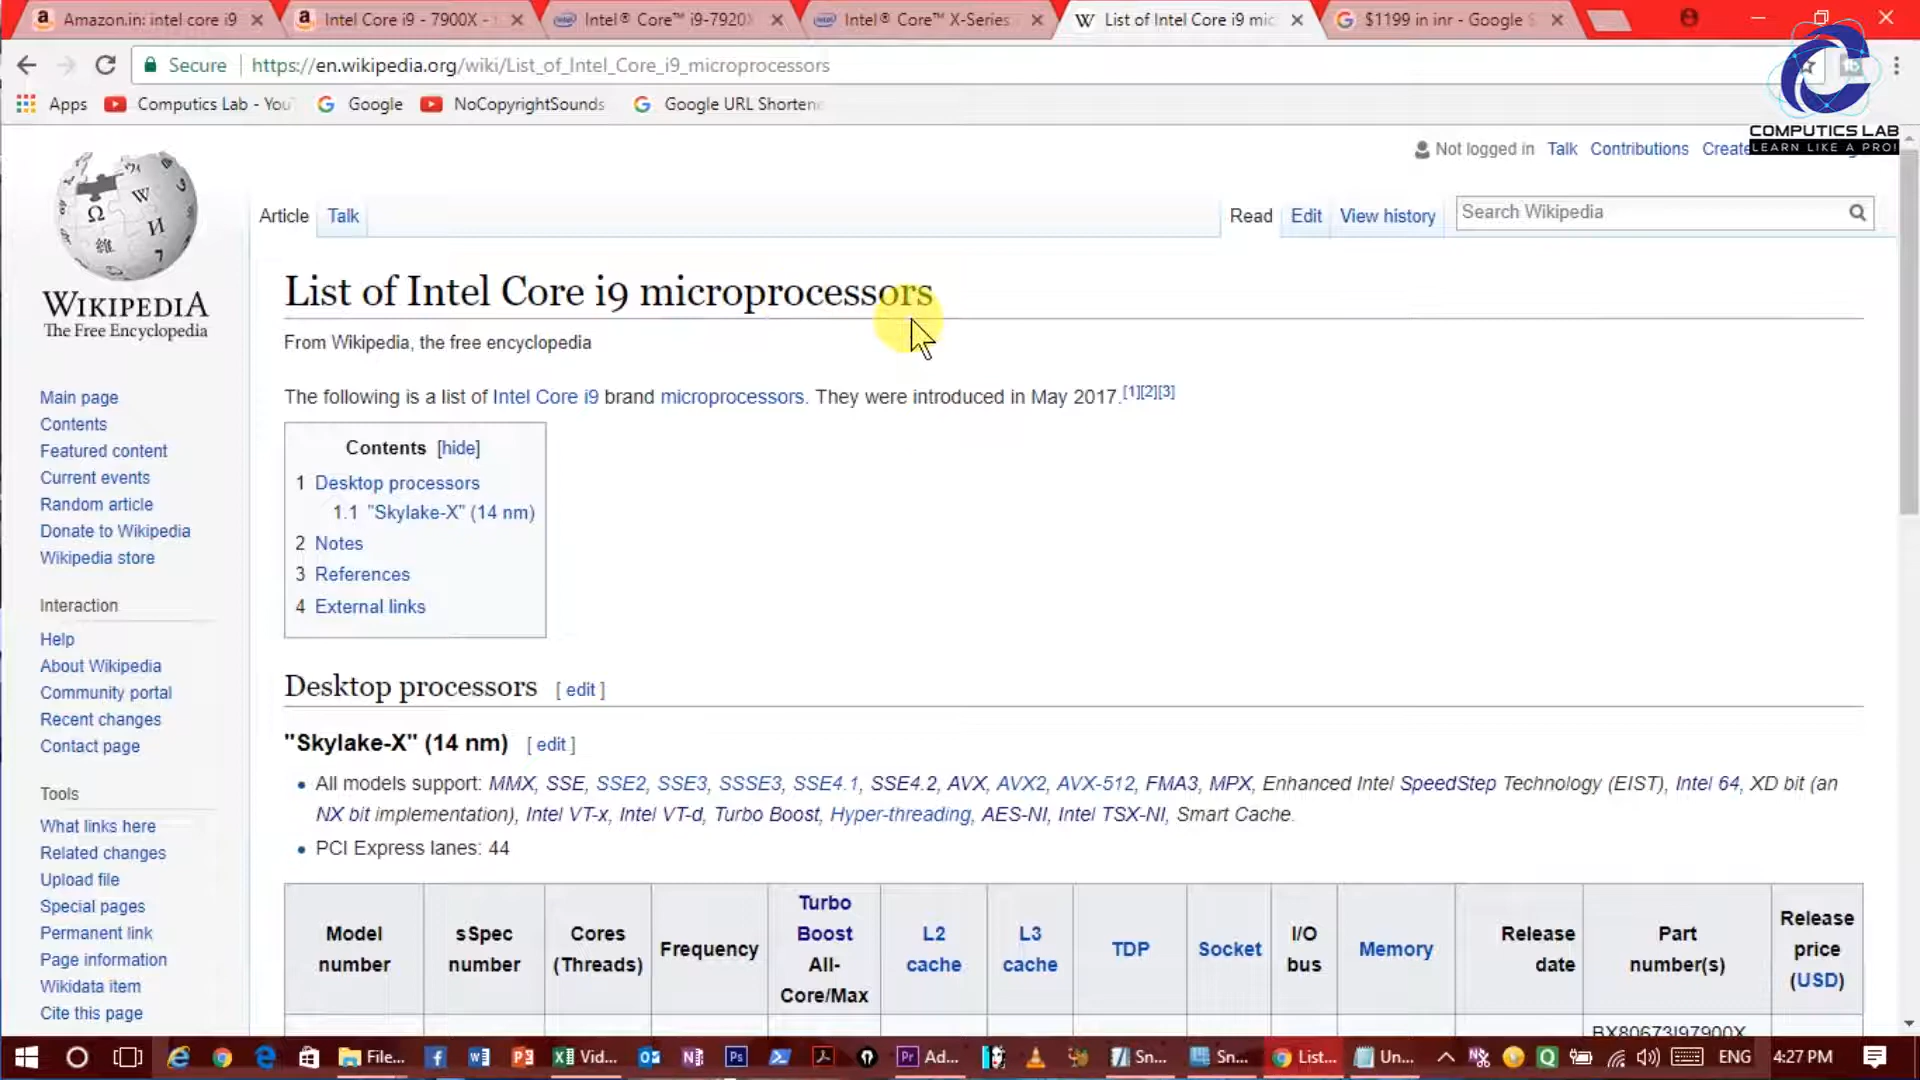 Amazon.in: intel core i9
Intel Core i9 - 7900X -
Intel® Core™ i9-7920
Intel® Core™ X-Series
List of Intel Core i9 mic
$1199 in inr - Google S
Secure
https://en.wikipedia.org/wiki/List_of_Intel_Core_i9_microprocessors
Apps
Computics Lab - You
Google
NoCopyrightSounds
Google URL Shortene
COMPUTICS LAB
LEARN LIKE A PRO!
Not logged in Talk Contributions Create
Article Talk
Read Edit View history
Search Wikipedia
WIKIPEDIA
The Free Encyclopedia
List of Intel Core i9 microprocessors
From Wikipedia, the free encyclopedia
The following is a list of Intel Core i9 brand microprocessors. They were introduced in May 2017.[1][2][3]
Contents [hide]
1 Desktop processors
1.1 "Skylake-X" (14 nm)
2 Notes
3 References
4 External links
Main page
Contents
Featured content
Current events
Random article
Donate to Wikipedia
Wikipedia store
Interaction
Help
About Wikipedia
Community portal
Recent changes
Contact page
Tools
What links here
Related changes
Upload file
Special pages
Permanent link
Page information
Wikidata item
Cite this page
Desktop processors [ edit ]
"Skylake-X" (14 nm) [ edit ]
All models support: MMX, SSE, SSE2, SSE3, SSSE3, SSE4.1, SSE4.2, AVX, AVX2, AVX-512, FMA3, MPX, Enhanced Intel SpeedStep Technology (EIST), Intel 64, XD bit (an
NX bit implementation), Intel VT-x, Intel VT-d, Turbo Boost, Hyper-threading, AES-NI, Intel TSX-NI, Smart Cache.
PCI Express lanes: 44
Model
number
sSpec
number
Cores
(Threads)
Frequency
Turbo
Boost
All-
Core/Max
L2
cache
L3
cache
TDP
Socket
I/O
bus
Memory
Release
date
Part
number(s)
Release
price
(USD)
BX80673I97900X
File...
Vid...
Ad...
Sn...
Sn...
List...
Un...
ENG
4:27 PM